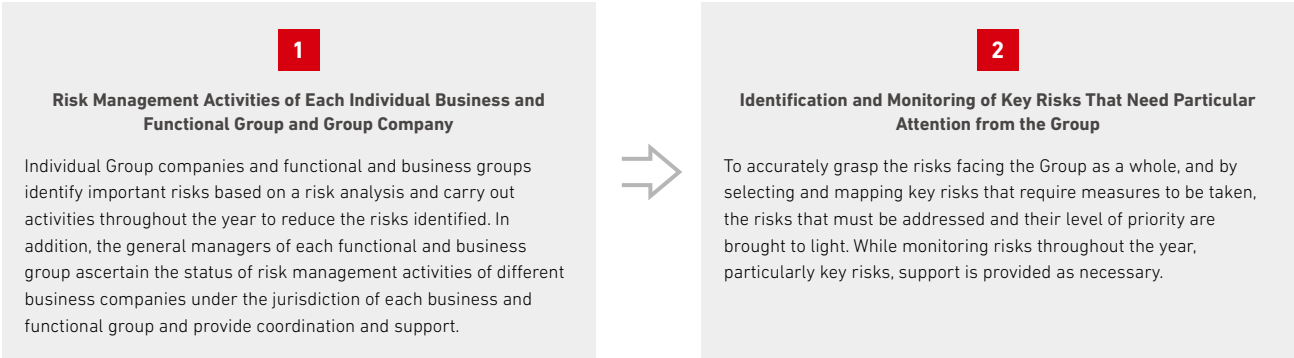 1
Risk Management Activities of Each Individual Business and
Functional Group and Group Company
Individual Group companies and functional and business groups
identify important risks based on a risk analysis and carry out
activities throughout the year to reduce the risks identified. In
addition, the general managers of each functional and business
group ascertain the status of risk management activities of different
business companies under the jurisdiction of each business and
functional group and provide coordination and support.
2
Identification and Monitoring of Key Risks That Need Particular
Attention from the Group
To accurately grasp the risks facing the Group as a whole, and by
selecting and mapping key risks that require measures to be taken,
the risks that must be addressed and their level of priority are
brought to light. While monitoring risks throughout the year,
particularly key risks, support is provided as necessary.